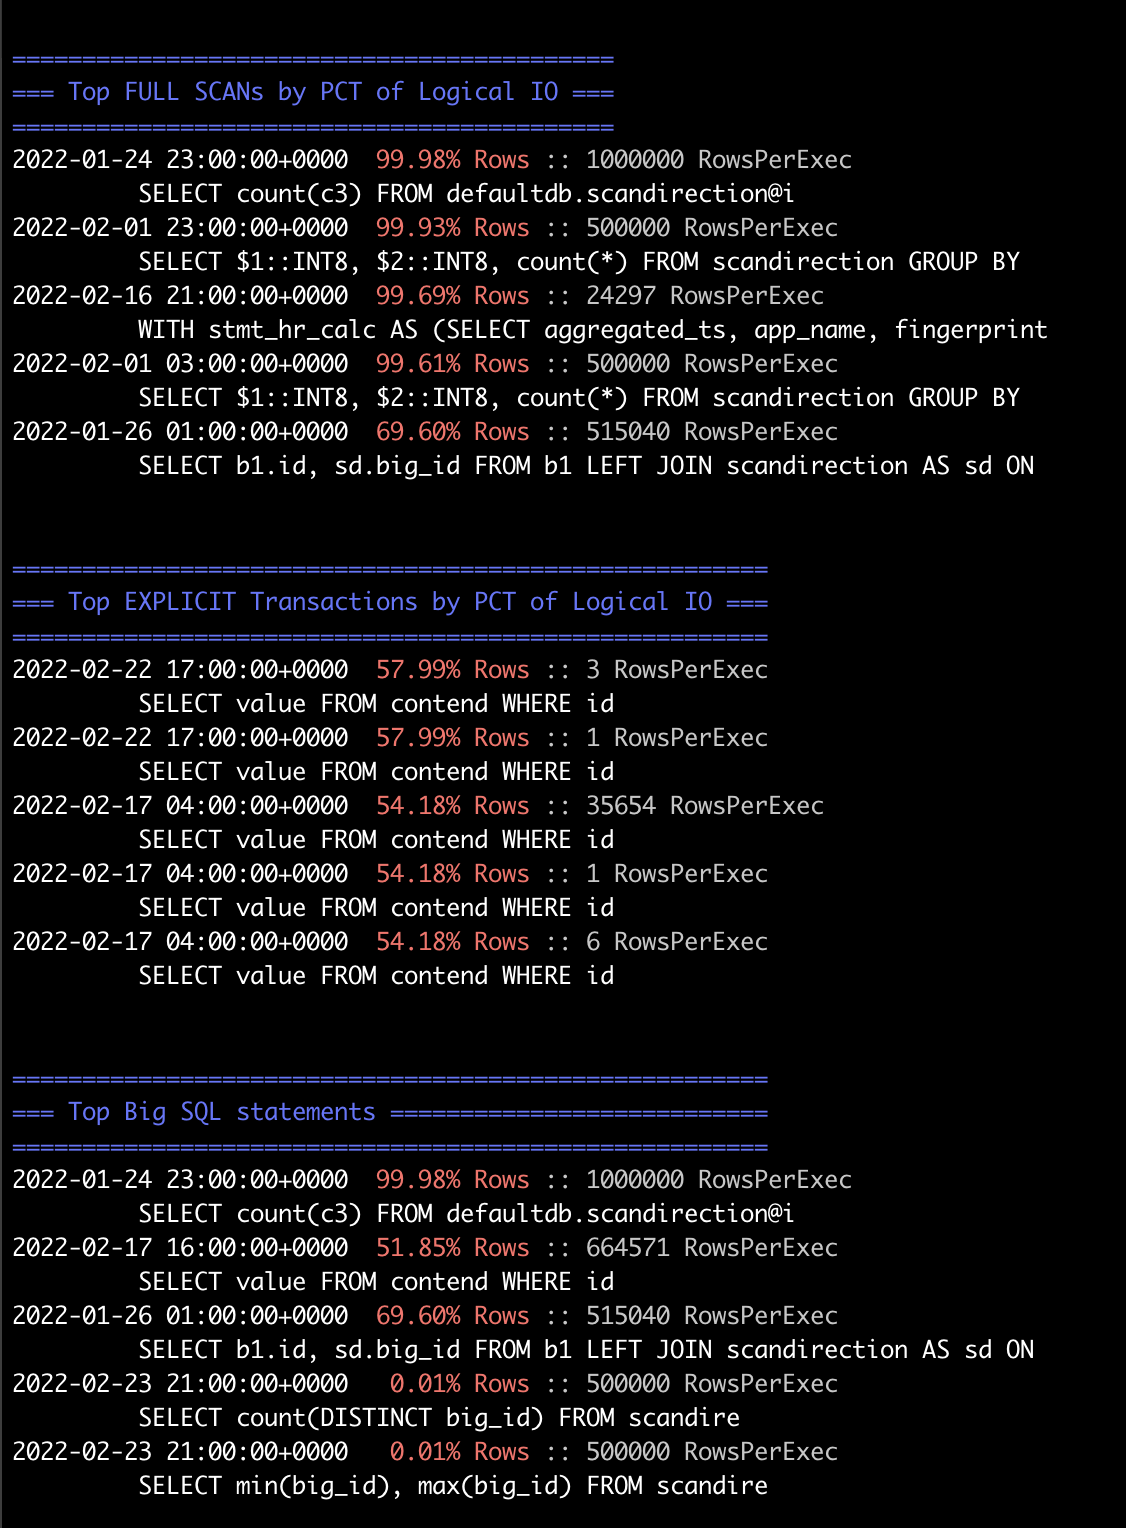 ===========================================
=== Top FULL SCANs by PCT of Logical IO ===
===========================================
2022-01-24 23:00:00+0000  99.98% Rows :: 1000000 RowsPerExec
         SELECT count(c3) FROM defaultdb.scandirection@i
2022-02-01 23:00:00+0000  99.93% Rows :: 500000 RowsPerExec
         SELECT $1::INT8, $2::INT8, count(*) FROM scandirection GROUP BY
2022-02-16 21:00:00+0000  99.69% Rows :: 24297 RowsPerExec
         WITH stmt_hr_calc AS (SELECT aggregated_ts, app_name, fingerprint
2022-02-01 03:00:00+0000  99.61% Rows :: 500000 RowsPerExec
         SELECT $1::INT8, $2::INT8, count(*) FROM scandirection GROUP BY
2022-01-26 01:00:00+0000  69.60% Rows :: 515040 RowsPerExec
         SELECT b1.id, sd.big_id FROM b1 LEFT JOIN scandirection AS sd ON
======================================================
=== Top EXPLICIT Transactions by PCT of Logical IO ===
======================================================
2022-02-22 17:00:00+0000  57.99% Rows :: 3 RowsPerExec
         SELECT value FROM contend WHERE id
2022-02-22 17:00:00+0000  57.99% Rows :: 1 RowsPerExec
         SELECT value FROM contend WHERE id
2022-02-17 04:00:00+0000  54.18% Rows :: 35654 RowsPerExec
         SELECT value FROM contend WHERE id
2022-02-17 04:00:00+0000  54.18% Rows :: 1 RowsPerExec
         SELECT value FROM contend WHERE id
2022-02-17 04:00:00+0000  54.18% Rows :: 6 RowsPerExec
         SELECT value FROM contend WHERE id
======================================================
=== Top Big SQL statements ===========================
======================================================
2022-01-24 23:00:00+0000  99.98% Rows :: 1000000 RowsPerExec
         SELECT count(c3) FROM defaultdb.scandirection@i
2022-02-17 16:00:00+0000  51.85% Rows :: 664571 RowsPerExec
         SELECT value FROM contend WHERE id
2022-01-26 01:00:00+0000  69.60% Rows :: 515040 RowsPerExec
         SELECT b1.id, sd.big_id FROM b1 LEFT JOIN scandirection AS sd ON
2022-02-23 21:00:00+0000   0.01% Rows :: 500000 RowsPerExec
         SELECT count(DISTINCT big_id) FROM scandire
2022-02-23 21:00:00+0000   0.01% Rows :: 500000 RowsPerExec
         SELECT min(big_id), max(big_id) FROM scandire